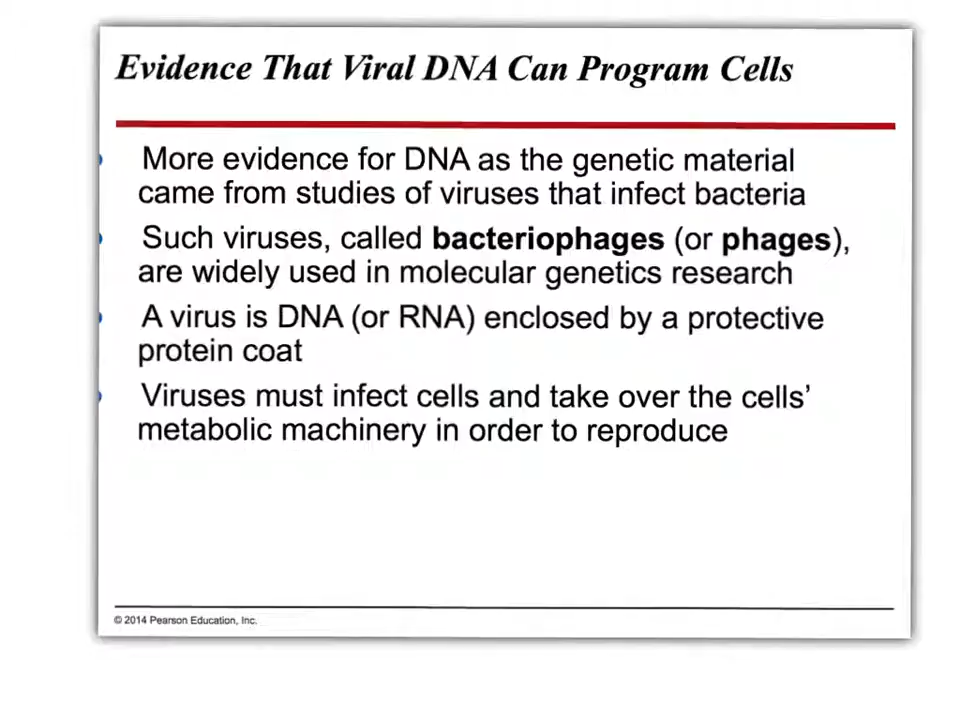 Evidence That Viral DNA Can Program Cells
More evidence for DNA as the genetic material
came from studies of viruses that infect bacteria
Such viruses, called bacteriophages (or phages),
are widely used in molecular genetics research
A virus is DNA (or RNA) enclosed by a protective
protein coat
Viruses must infect cells and take over the cells’
metabolic machinery in order to reproduce
© 2014 Pearson Education, Inc.